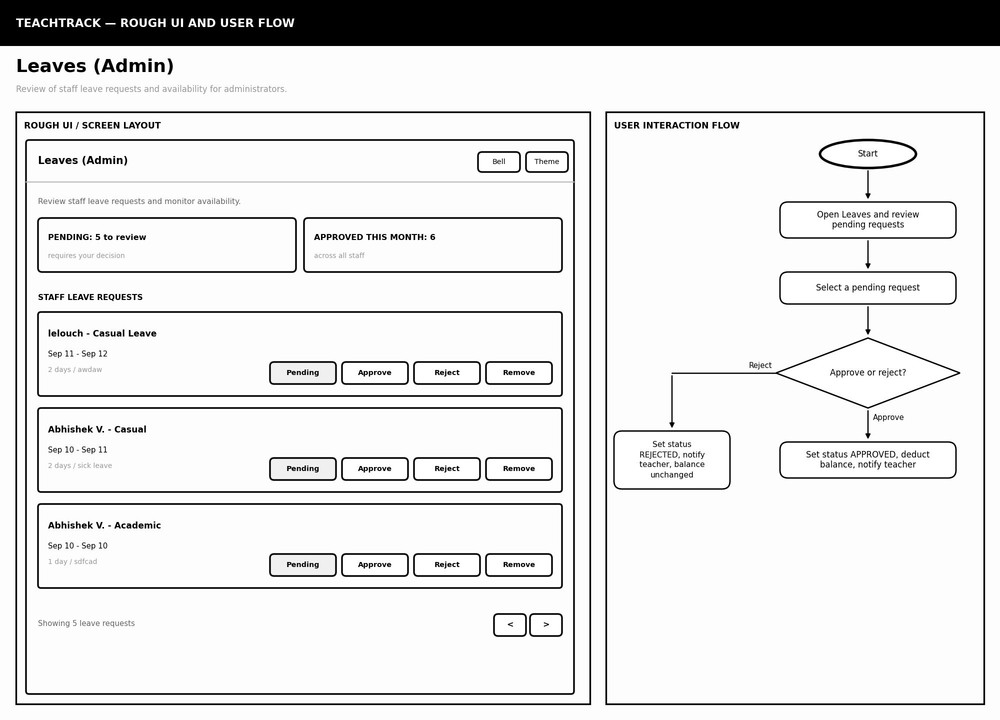 TEACHTRACK — ROUGH UI AND USER FLOW
Leaves (Admin)
Review of staff leave requests and availability for administrators.
ROUGH UI / SCREEN LAYOUT
Leaves (Admin)
Bell
Theme
Review staff leave requests and monitor availability.
PENDING: 5 to review
requires your decision
APPROVED THIS MONTH: 6
across all staff
STAFF LEAVE REQUESTS
lelouch - Casual Leave
Sep 11 - Sep 12
2 days / awdaw
Pending
Approve
Reject
Remove
Abhishek V. - Casual
Sep 10 - Sep 11
2 days / sick leave
Pending
Approve
Reject
Remove
Abhishek V. - Academic
Sep 10 - Sep 10
1 day / sdfcad
Pending
Approve
Reject
Remove
Showing 5 leave requests
<
>
USER INTERACTION FLOW
Start
Open Leaves and review
pending requests
Select a pending request
Approve or reject?
Reject
Approve
Set status
REJECTED, notify
teacher, balance
unchanged
Set status APPROVED, deduct
balance, notify teacher